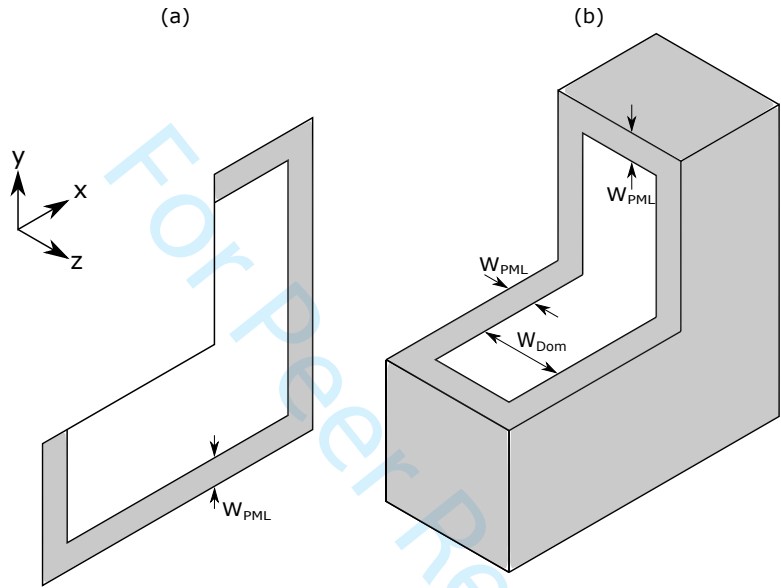 (a)
(b)
y
x
z
W_PML
W_PML
W_Dom
W_PML
For Peer Re